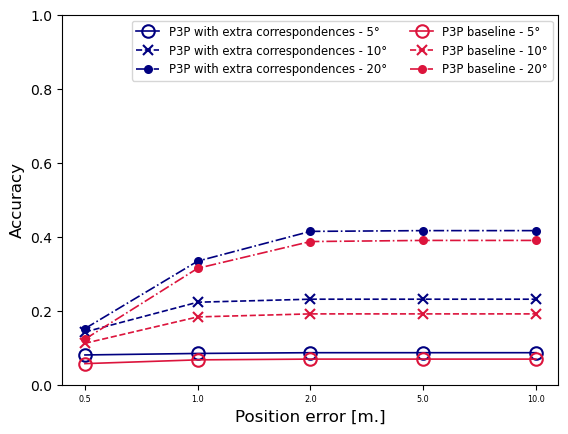 P3P with extra correspondences - 5°
P3P with extra correspondences - 10°
P3P with extra correspondences - 20°
P3P baseline - 5°
P3P baseline - 10°
P3P baseline - 20°
1.0
0.8
0.6
0.4
0.2
0.0
Accuracy
0.5 1.0 2.0 5.0 10.0
Position error [m.]